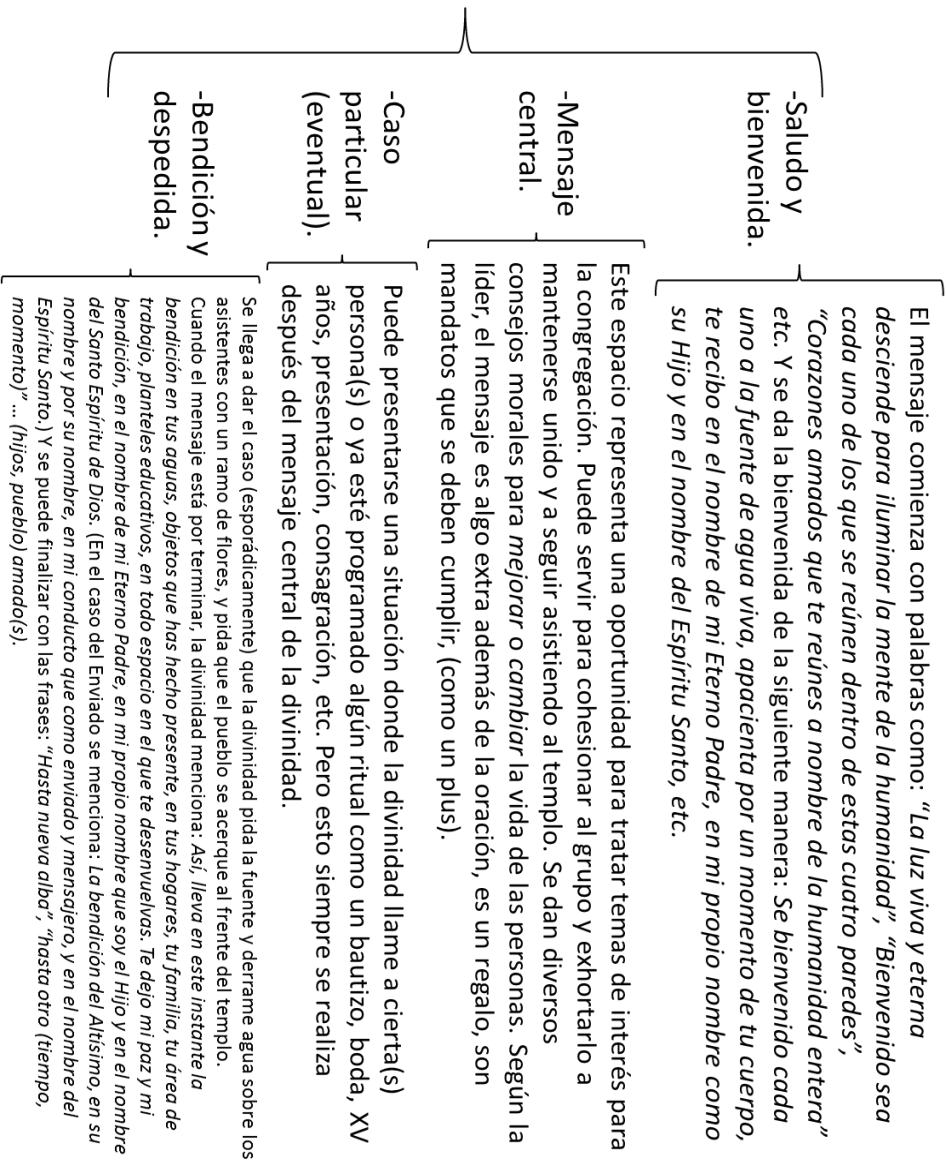 -Saludo y
bienvenida.
El mensaje comienza con palabras como: “La luz viva y eterna
desciende para iluminar la mente de la humanidad”, “Bienvenido sea
cada uno de los que se reúnen dentro de estas cuatro paredes”,
“Corazones amados que te reúnes a nombre de la humanidad entera”
etc. Y se da la bienvenida de la siguiente manera: Se bienvenido cada
uno a la fuente de agua viva, apacienta por un momento de tu cuerpo,
te recibo en el nombre de mi Eterno Padre, en mi propio nombre como
su Hijo y en el nombre del Espíritu Santo, etc.
-Mensaje
central.
Este espacio representa una oportunidad para tratar temas de interés para
la congregación. Puede servir para cohesionar al grupo y exhortarlo a
mantenerse unido y a seguir asistiendo al templo. Se dan diversos
consejos morales para mejorar o cambiar la vida de las personas. Según la
líder, el mensaje es algo extra además de la oración, es un regalo, son
mandatos que se deben cumplir, (como un plus).
-Caso
particular
(eventual).
Puede presentarse una situación donde la divinidad llame a cierta(s)
persona(s) o ya esté programado algún ritual como un bautizo, boda, XV
años, presentación, consagración, etc. Pero esto siempre se realiza
después del mensaje central de la divinidad.
-Bendición y
despedida.
Se llega a dar el caso (esporádicamente) que la divinidad pida la fuente y derrame agua sobre los
asistentes con un ramo de flores, y pida que el pueblo se acerque al frente del templo.
Cuando el mensaje está por terminar, la divinidad menciona: Así, lleva en este instante la
bendición en tus aguas, objetos que has hecho presente, en tus hogares, tu familia, tu área de
trabajo, planteles educativos, en todo espacio en el que te desenvuelvas. Te dejo mi paz y mi
bendición, en el nombre de mi Eterno Padre, en mi propio nombre que soy el Hijo y en el nombre
del Santo Espíritu de Dios. (En el caso del Enviado se menciona: La bendición del Altísimo, en su
nombre y por su nombre, en mi conducto que como enviado y mensajero, y en el nombre del
Espíritu Santo.) Y se puede finalizar con las frases: “Hasta nueva alba”, “hasta otro (tiempo,
momento)” ... (hijos, pueblo) amado(s).